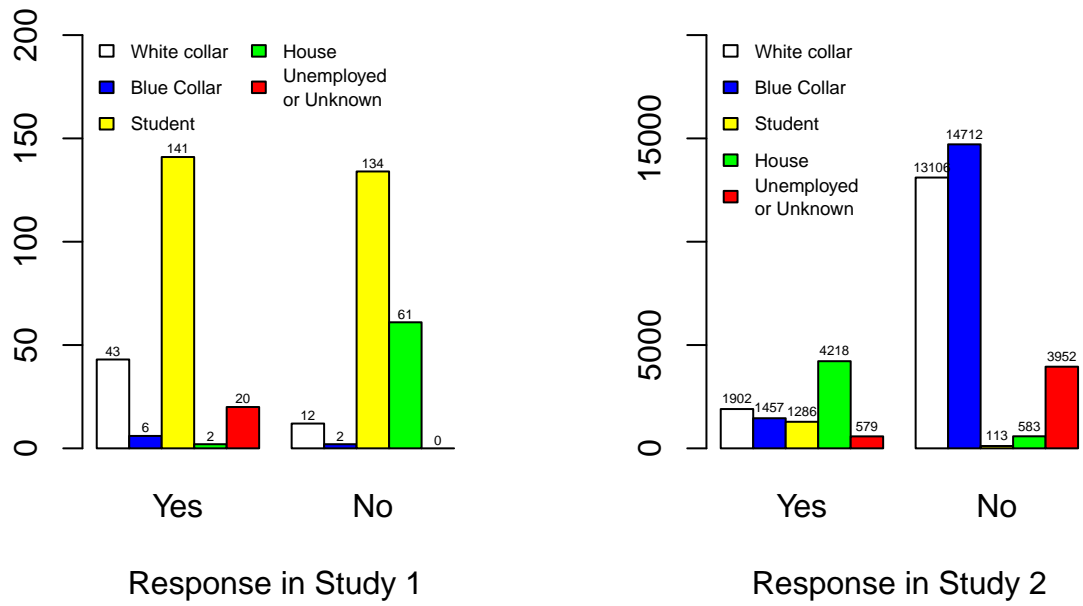 200
150
100
50
0
White collar
Blue Collar
Student
House
Unemployed
or Unknown
43
6
141
2
20
12
2
134
61
0
Yes
No
Response in Study 1
15000
5000
0
White collar
Blue Collar
Student
House
Unemployed
or Unknown
1902
1457
1286
4218
579
13106
14712
113
583
3952
Yes
No
Response in Study 2